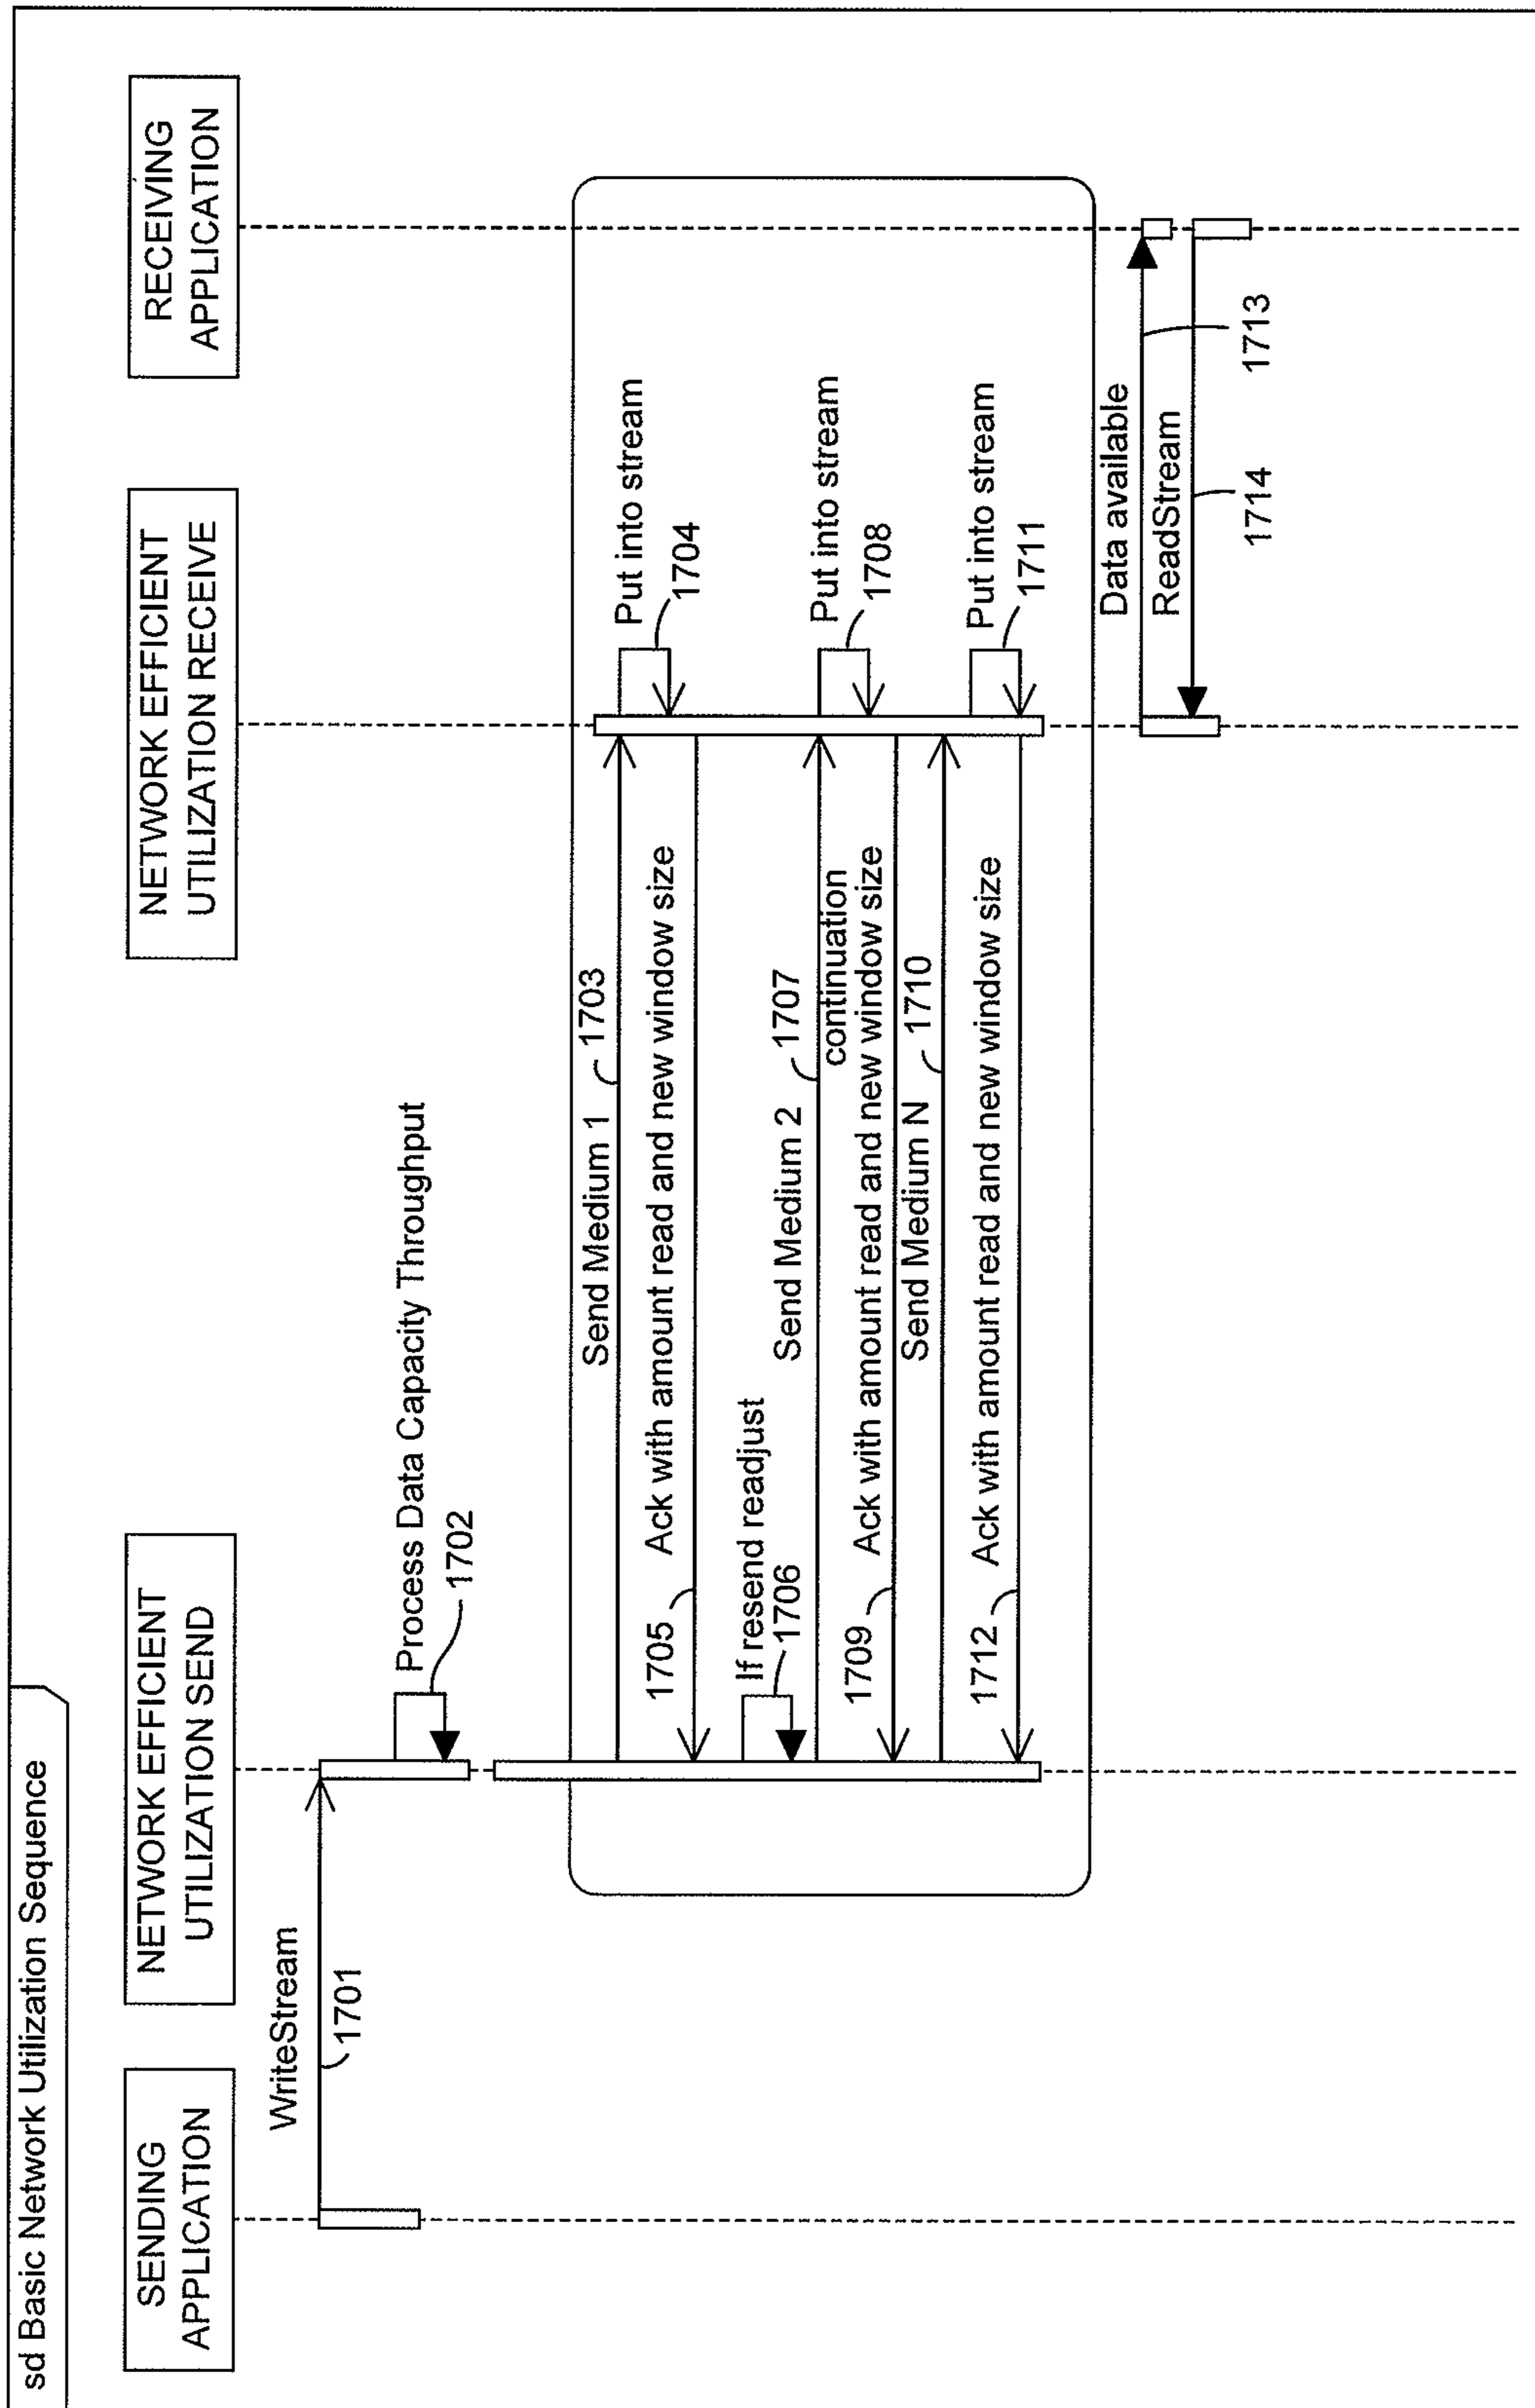 sd Basic Network Utilization Sequence
SENDING
APPLICATION
NETWORK EFFICIENT
UTILIZATION SEND
NETWORK EFFICIENT
UTILIZATION RECEIVE
RECEIVING
APPLICATION
WriteStream
1701
Process Data Capacity Throughput
1702
Send Medium 1
1703
Put into stream
1704
Ack with amount read and new window size
1705
If resend readjust
1706
Send Medium 2
1707
continuation
Put into stream
1708
Ack with amount read and new window size
1709
Send Medium N
1710
Put into stream
1711
Ack with amount read and new window size
1712
Data available
1713
ReadStream
1714